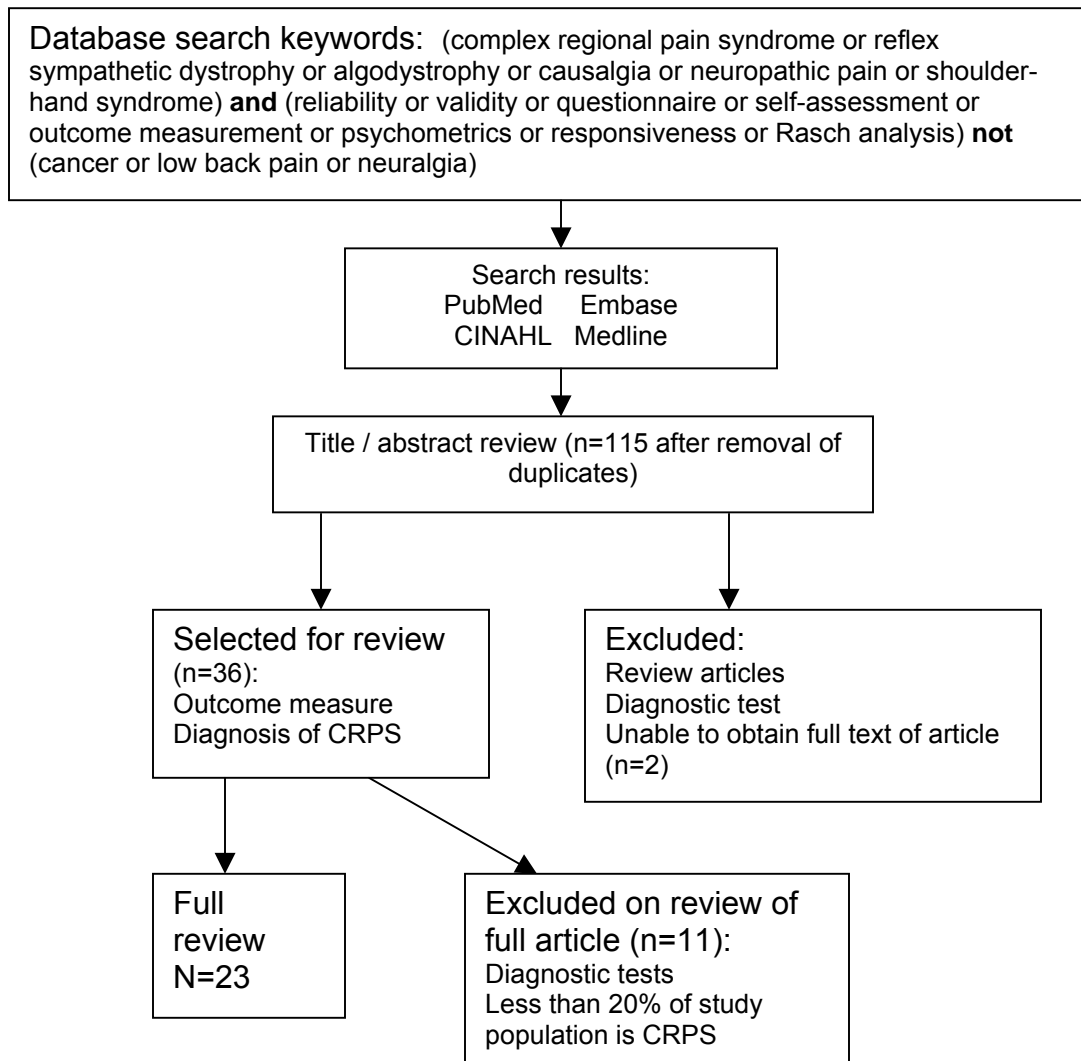 Database search keywords: (complex regional pain syndrome or reflex
sympathetic dystrophy or algodystrophy or causalgia or neuropathic pain or shoulder-
hand syndrome) and (reliability or validity or questionnaire or self-assessment or
outcome measurement or psychometrics or responsiveness or Rasch analysis) not
(cancer or low back pain or neuralgia)
Search results:
PubMed Embase
CINAHL Medline
Title / abstract review (n=115 after removal of
duplicates)
Selected for review
(n=36):
Outcome measure
Diagnosis of CRPS
Excluded:
Review articles
Diagnostic test
Unable to obtain full text of article
(n=2)
Full
review
N=23
Excluded on review of
full article (n=11):
Diagnostic tests
Less than 20% of study
population is CRPS